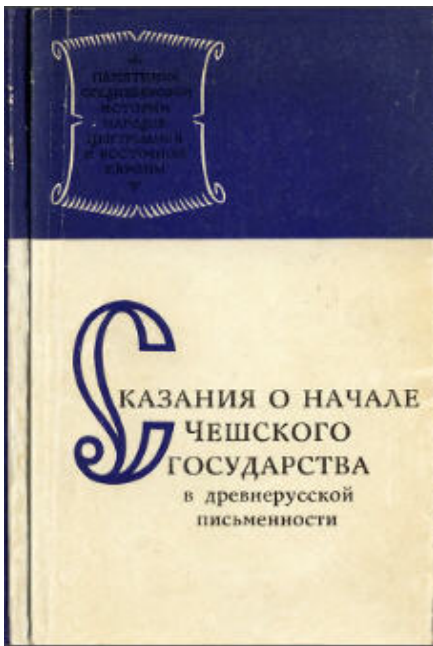 ПАМЯТНИКИ
СРЕДНЕВЕКОВОЙ
ИСТОРИИ
НАРОДОВ
ЦЕНТРАЛЬНОЙ
И ВОСТОЧНОЙ
ЕВРОПЫ
СКАЗАНИЯ О НАЧАЛЕ
ЧЕШСКОГО
ГОСУДАРСТВА
в древнерусской
письменности